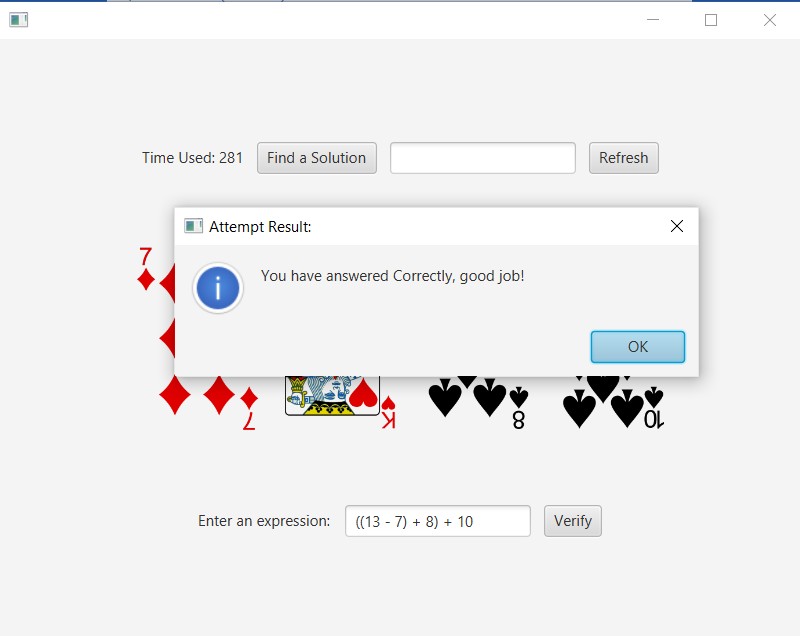 Time Used: 281 Find a Solution Refresh
Attempt Result:
7
You have answered Correctly, good job!
OK
7 K 8 10
Enter an expression: ((13 - 7) + 8) + 10 Verify